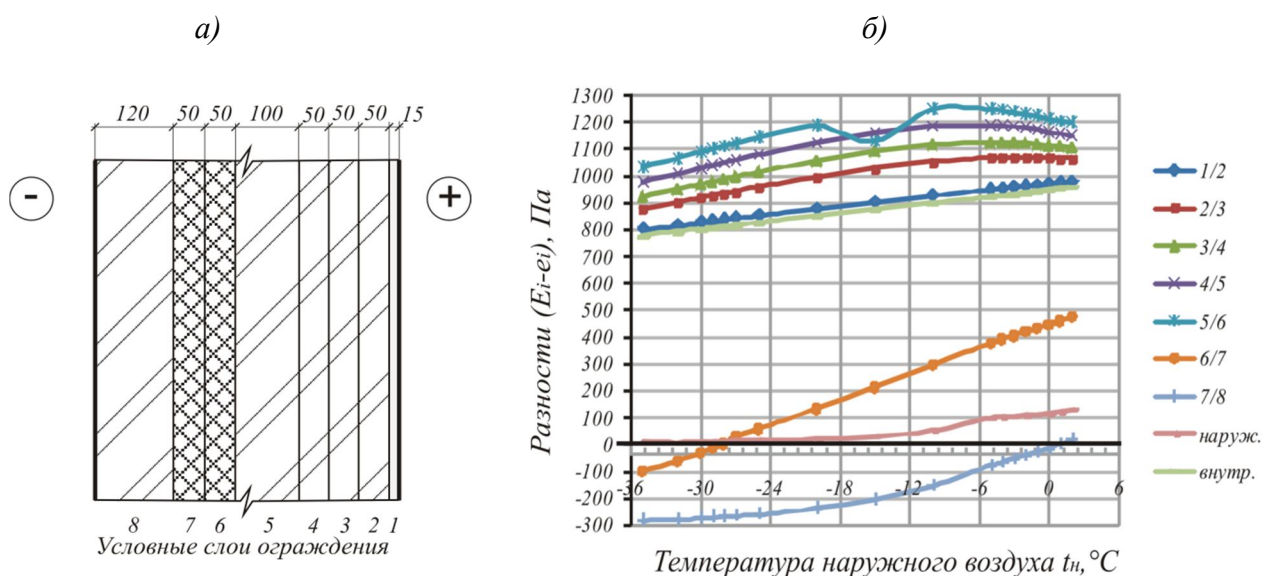 а)
б)
120 50 50 100 50 50 50 15
-
+
8 7 6 5 4 3 2 1
Условные слои ограждения
Разности (Ei-ei), Па
1300
1200
1100
1000
900
800
700
600
500
400
300
200
100
0
-100
-200
-300
-36 -30 -24 -18 -12 -6 0 6
Температура наружного воздуха tн,°C
1/2
2/3
3/4
4/5
5/6
6/7
7/8
наруж.
внутр.